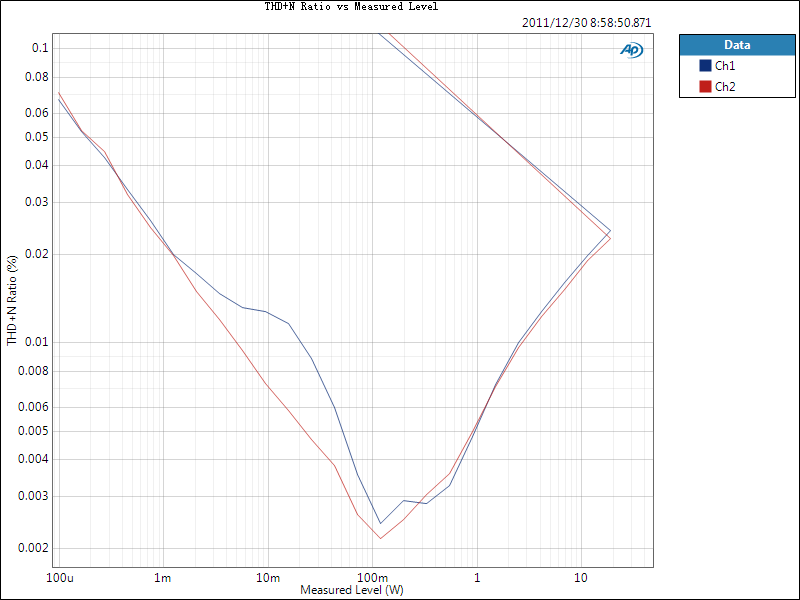 THD+N Ratio vs Measured Level
2011/12/30 8:58:50.871
Data
Ch1
Ch2
AP
THD+N Ratio (%)
0.1
0.08
0.06
0.05
0.04
0.03
0.02
0.01
0.008
0.006
0.005
0.004
0.003
0.002
100u 1m 10m 100m 1 10
Measured Level (W)